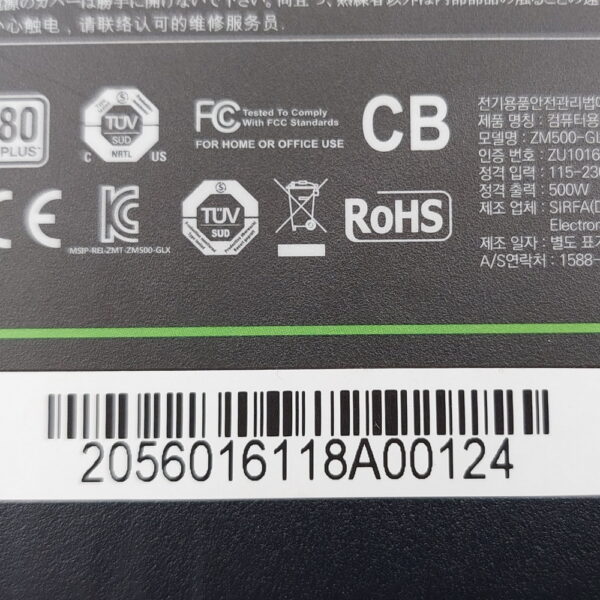 心触电，请联络认可的维修服务员.
80
PLUS
TÜV
SÜD
NRTL
C US
FC Tested To Comply
With FCC Standards
FOR HOME OR OFFICE USE
CB
CE
MSIP-REI-ZMT-ZM500-GLX
TÜV
SUD
RoHS
전기용품안전관리법에
제품 명칭 : 컴퓨터용
모델명 : ZM500-GL
인증 번호 : ZU1016
정격 입력 : 115-230
정격 출력 : 500W
제조 업체 : SIRFA(D
Electron
제조 일자 : 별도 표기
A/S연락처 : 1588-
2056016118A00124